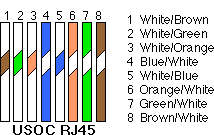 1 2 3 4 5 6 7 8
USOC RJ45
1 White/Brown
2 White/Green
3 White/Orange
4 Blue/White
5 White/Blue
6 Orange/White
7 Green/White
8 Brown/White